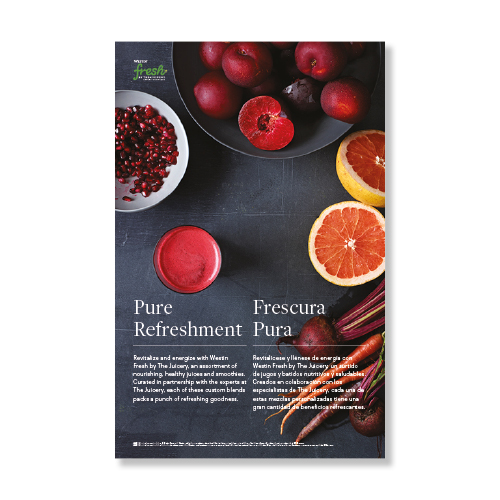 WESTIN
fresh
Pure
Refreshment
Revitalize and energize with Westin
Fresh by The Juicery, an assortment of
nourishing, healthy juices and smoothies.
Curated in partnership with the experts at
The Juicery, each of these custom blends
packs a punch of refreshing goodness.
Frescura
Pura
Revitalícese y llénese de energía con
Westin Fresh by The Juicery, un surtido
de jugos y batidos nutritivos y saludables.
Creados en colaboración con los
especialistas de The Juicery, cada una de
estas mezclas personalizadas tiene una
gran cantidad de beneficios refrescantes.